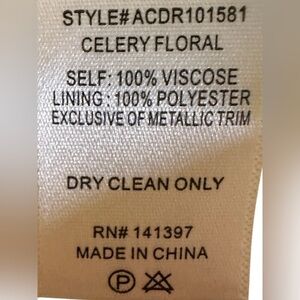 STYLE#ACDR101581
CELERY FLORAL
SELF: 100% VISCOSE
LINING : 100% POLYESTER
EXCLUSIVE OF METALLIC TRIM
DRY CLEAN ONLY
RN# 141397
MADE IN CHINA
P